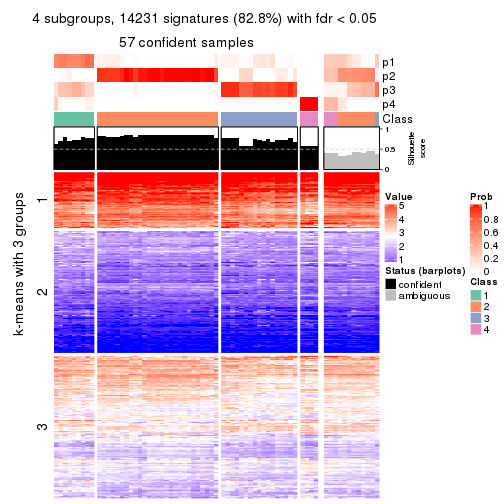 4 subgroups, 14231 signatures (82.8%) with fdr < 0.05
57 confident samples
p1
p2
p3
p4
Class
1
0.5
0
Silhouette
score
k-means with 3 groups
1
2
3
Value
5
4
3
2
1
Prob
1
0.8
0.6
0.4
0.2
0
Status (barplots)
confident
ambiguous
Class
1
2
3
4